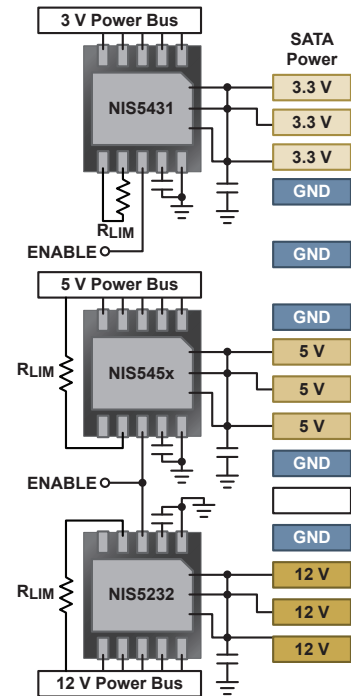 3 V Power Bus
SATA
Power
NIS5431
3.3 V
3.3 V
3.3 V
GND
RLIM
ENABLE
GND
5 V Power Bus
GND
RLIM
NIS545x
5 V
5 V
5 V
GND
ENABLE
GND
RLIM
NIS5232
12 V
12 V
12 V
12 V Power Bus